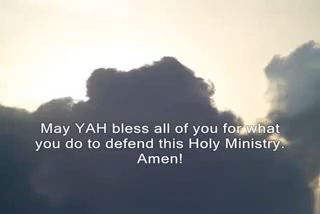 May YAH bless all of you for what
you do to defend this Holy Ministry.
Amen!